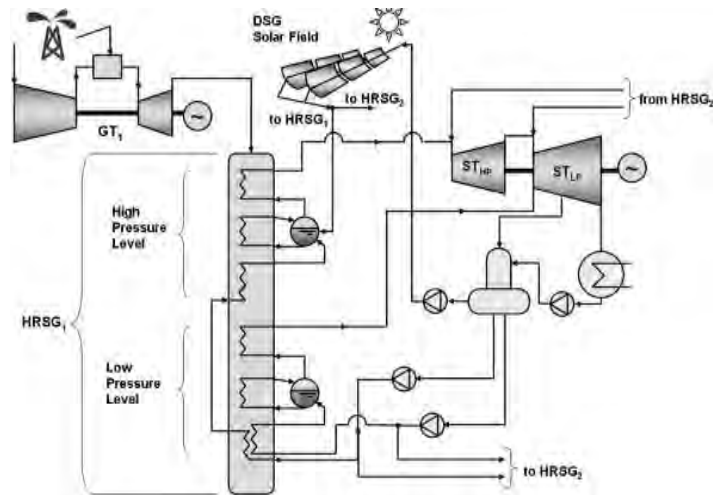 DSG
Solar Field
to HRSG2
to HRSG1
from HRSG2
GT1
STHP
STLP
~
~
High
Pressure
Level
HRSG1
Low
Pressure
Level
to HRSG2